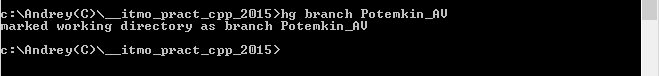 c:\Andrey(C)\__itmo_pract_cpp_2015>hg branch Potemkin_AV
marked working directory as branch Potemkin_AV
c:\Andrey(C)\__itmo_pract_cpp_2015>